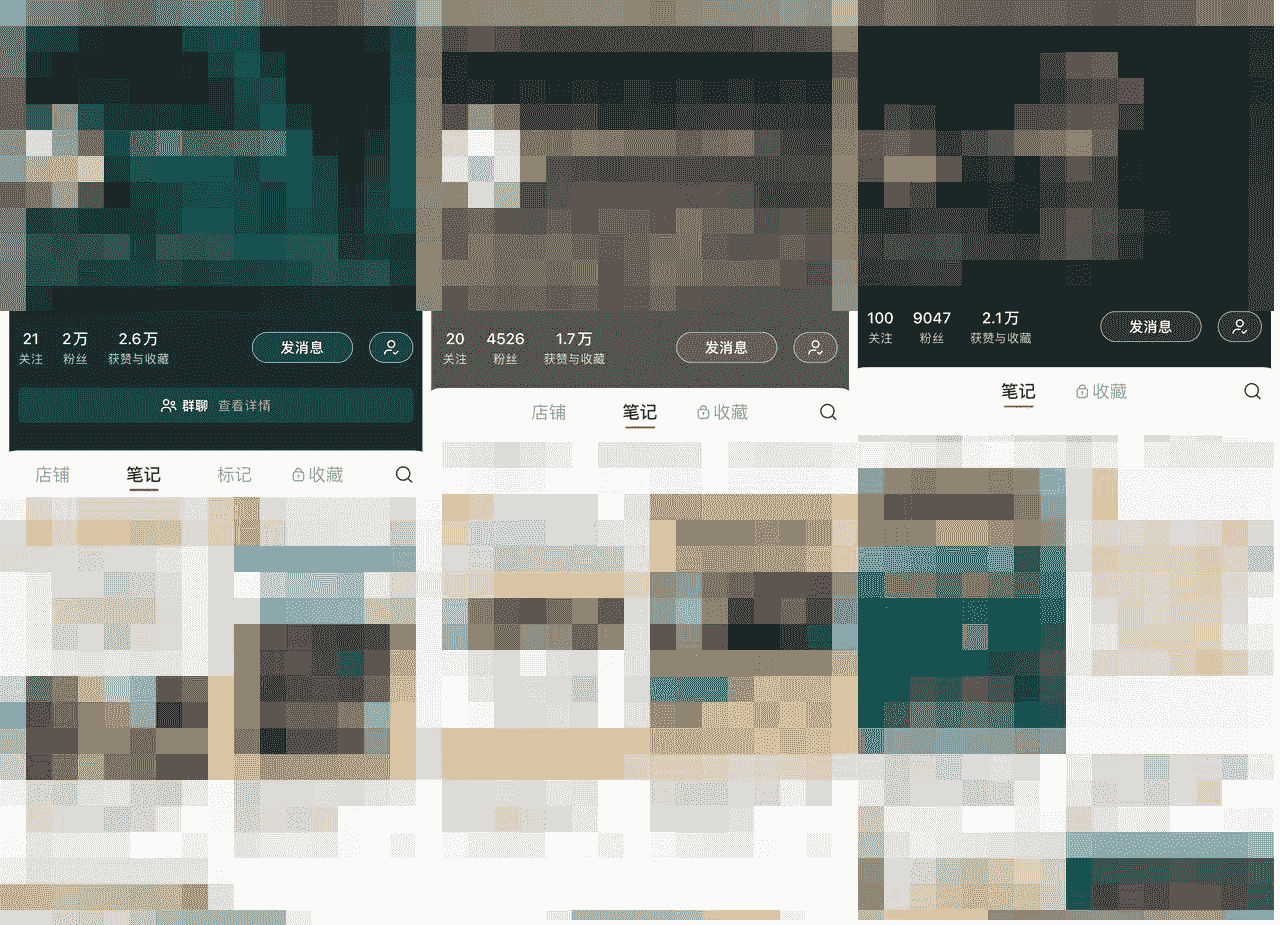 21 2万 2.6万
关注 粉丝 获赞与收藏
发消息
群聊 查看详情
店铺 笔记 标记 收藏
20 4526 1.7万
关注 粉丝 获赞与收藏
发消息
店铺 笔记 收藏
100 9047 2.1万
关注 粉丝 获赞与收藏
发消息
笔记 收藏